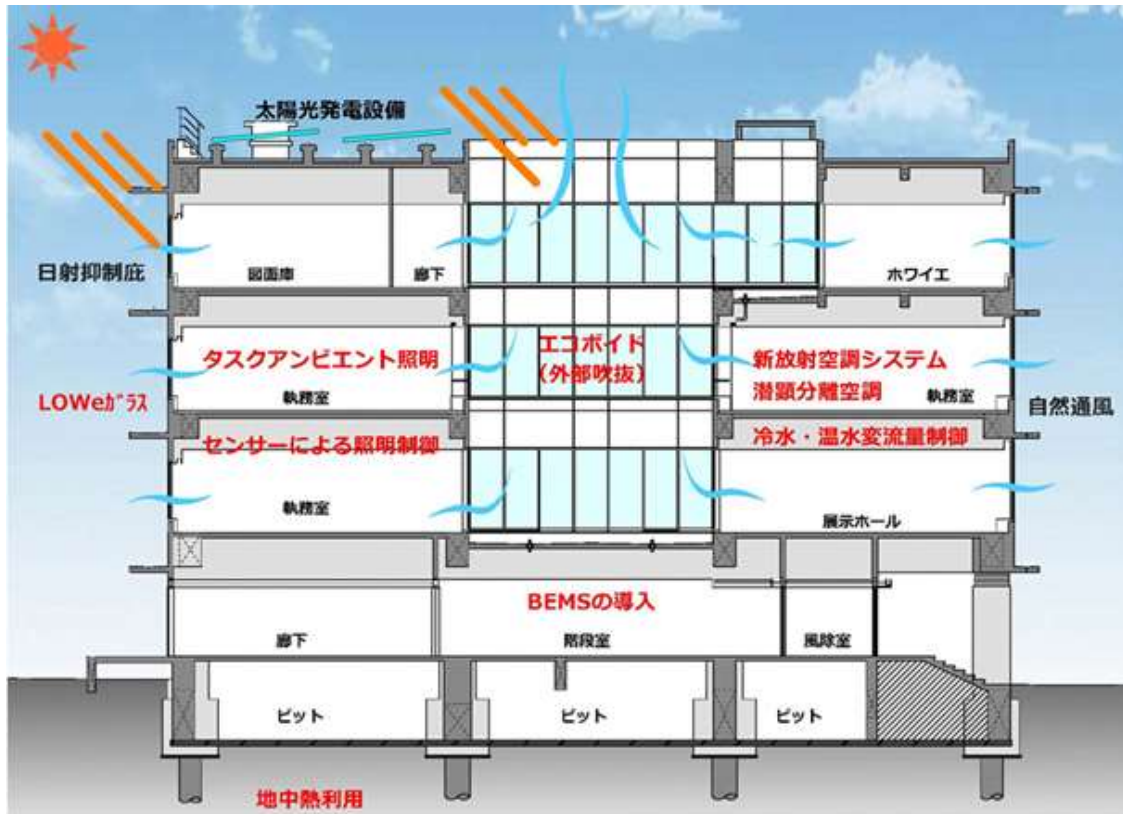 太陽光発電設備
日射抑制庇
図面庫
廊下
ホワイエ
タスクアンビエント照明
エコボイド
(外部吹抜)
新放射空調システム
潜顕分離空調
執務室
執務室
LOWeガラス
自然通風
センサーによる照明制御
冷水・温水変流量制御
執務室
展示ホール
BEMSの導入
廊下
階段室
風除室
ピット
ピット
ピット
地中熱利用